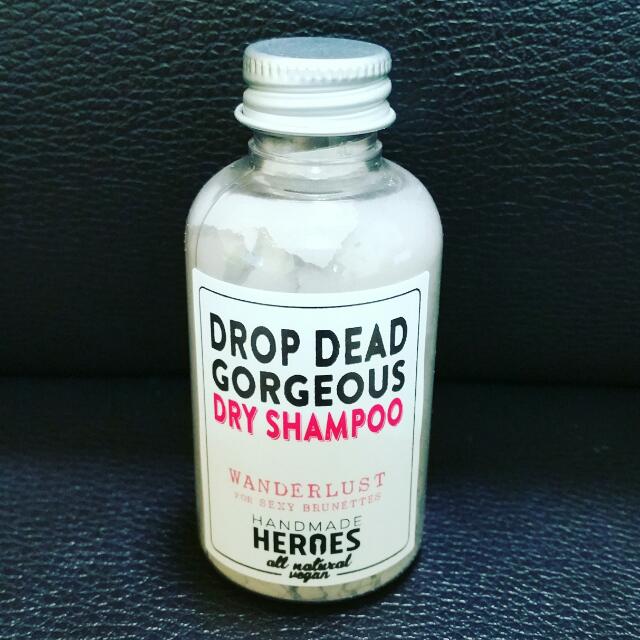 DROP DEAD
GORGEOUS
DRY SHAMPOO
WANDERLUST
FOR SEXY BRUNETTES
HANDMADE
HEROES
all natural
vegan